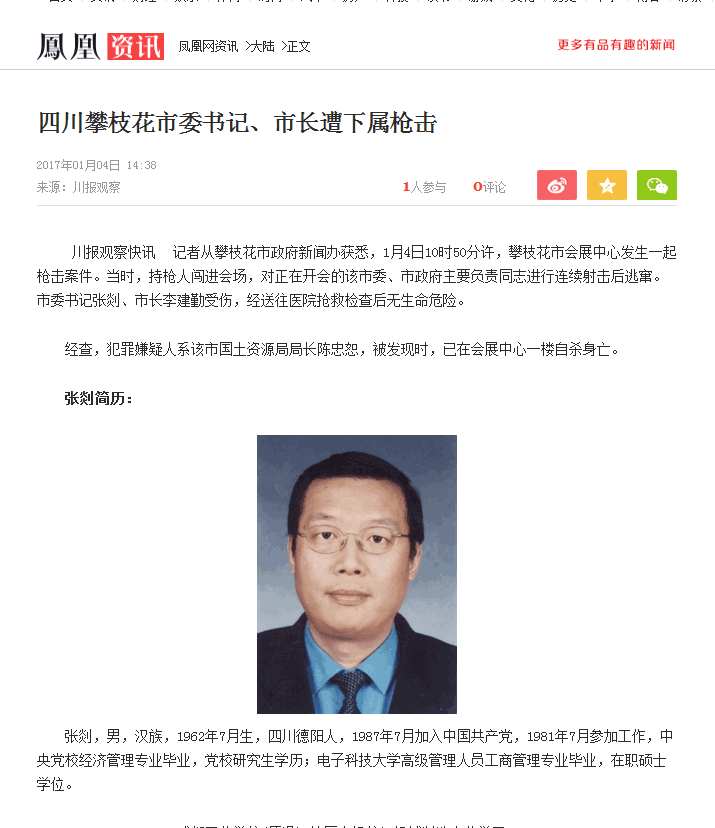 鳳凰 资讯 凤凰网资讯 >大陆 >正文
更多有品有趣的新闻
四川攀枝花市委书记、市长遭下属枪击
2017年01月04日 14:38
来源：川报观察
1人参与 0评论
川报观察快讯 记者从攀枝花市政府新闻办获悉，1月4日10时50分许，攀枝花市会展中心发生一起
枪击案件。当时，持枪人闯进会场，对正在开会的该市委、市政府主要负责同志进行连续射击后逃窜。
市委书记张剡、市长李建勤受伤，经送往医院抢救检查后无生命危险。
经查，犯罪嫌疑人系该市国土资源局局长陈忠恕，被发现时，已在会展中心一楼自杀身亡。
张剡简历：
张剡，男，汉族，1962年7月生，四川德阳人，1987年7月加入中国共产党，1981年7月参加工作，中
央党校经济管理专业毕业，党校研究生学历；电子科技大学高级管理人员工商管理专业毕业，在职硕士
学位。